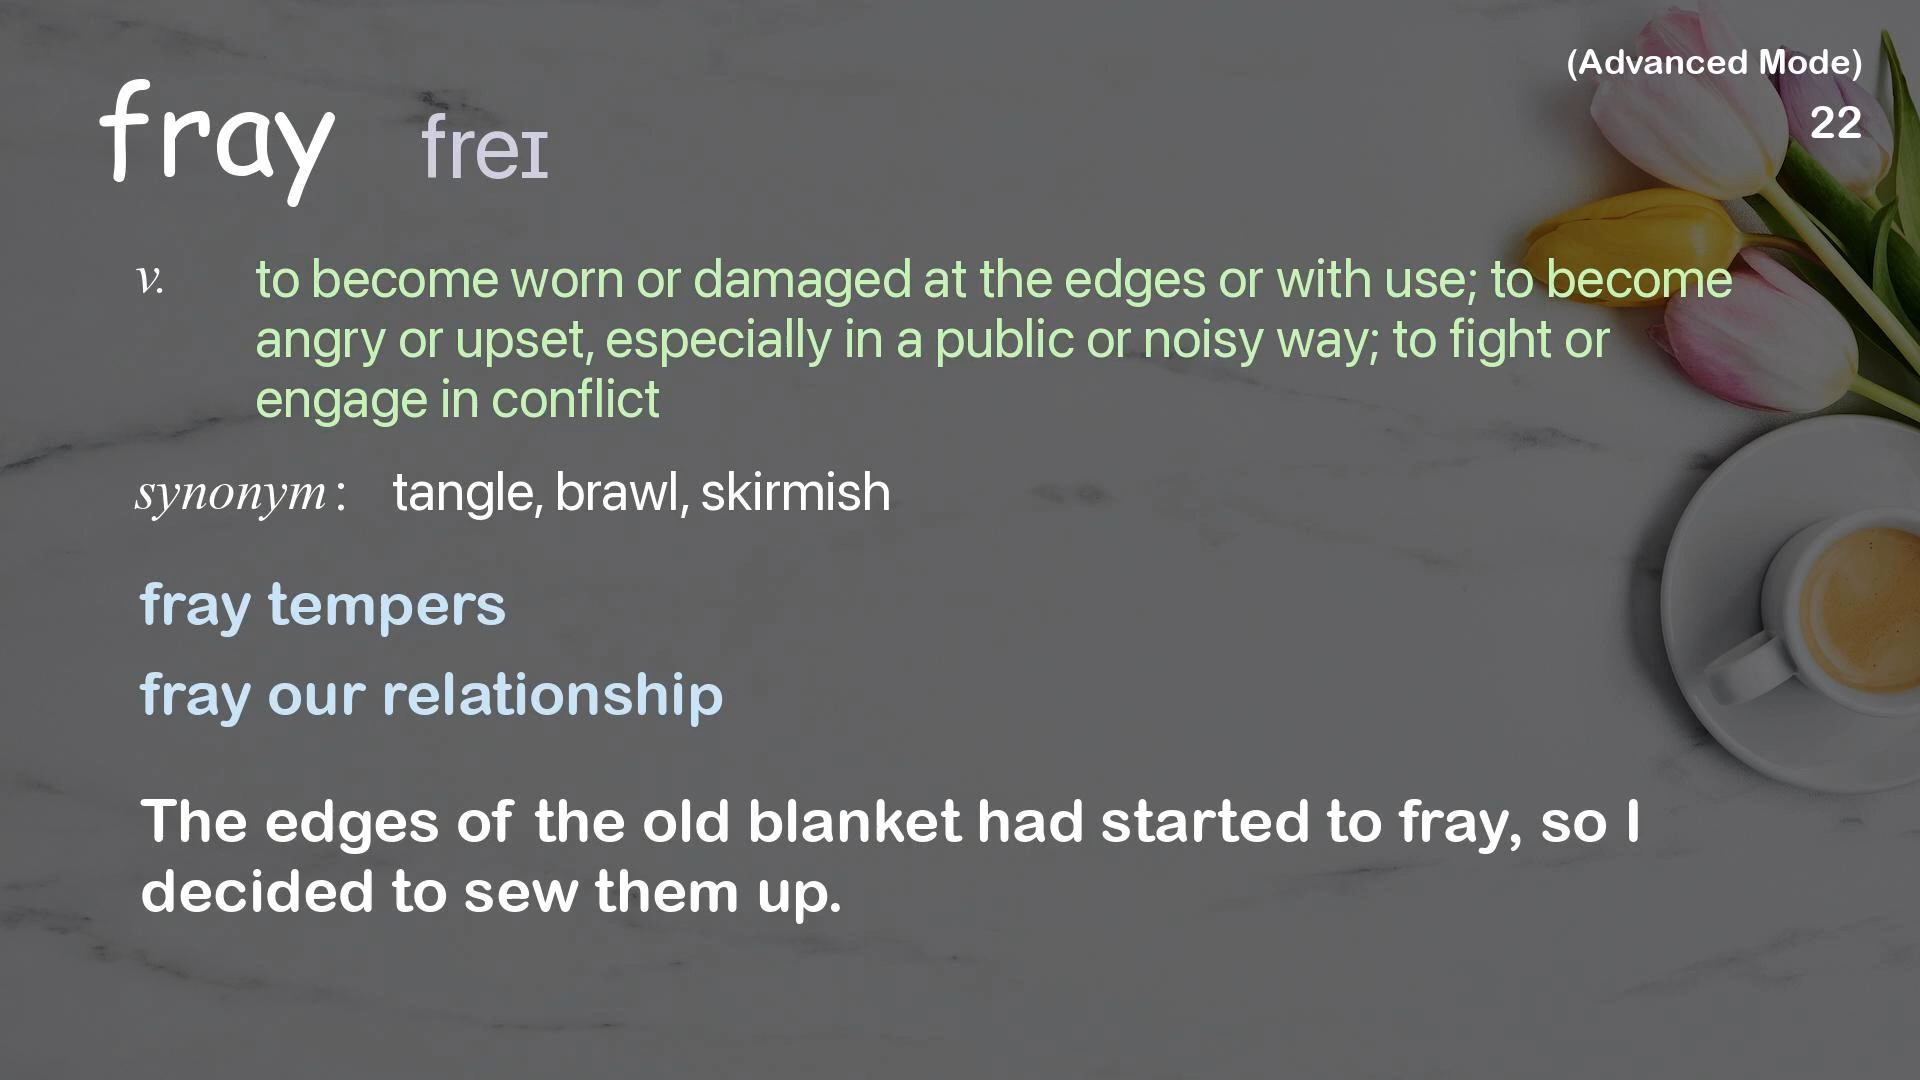 (Advanced Mode)
22
fray freɪ
v. to become worn or damaged at the edges or with use; to become
angry or upset, especially in a public or noisy way; to fight or
engage in conflict
synonym: tangle, brawl, skirmish
fray tempers
fray our relationship
The edges of the old blanket had started to fray, so I
decided to sew them up.